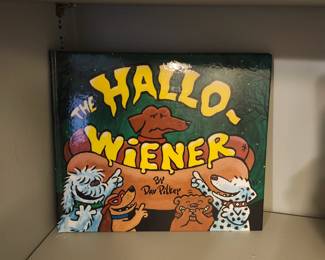 THE
HALLO-
WIENER
BY
Dav Pilkey